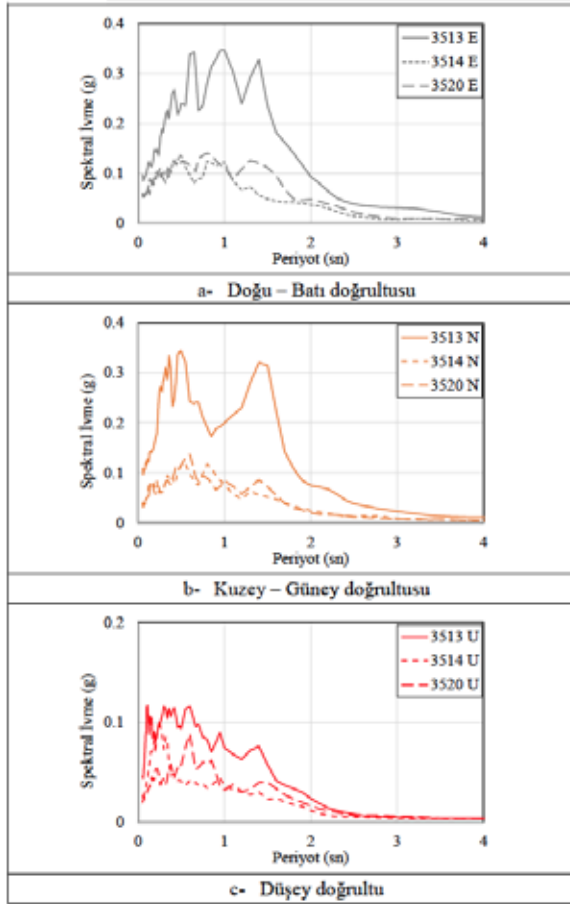 0.4
0.3
0.2
0.1
0
Spektral İvme (g)
3513 E
3514 E
3520 E
0 1 2 3 4
Periyot (sn)
a- Doğu – Batı doğrultusu
0.4
0.3
0.2
0.1
0
Spektral İvme (g)
3513 N
3514 N
3520 N
0 1 2 3 4
Periyot (sn)
b- Kuzey – Güney doğrultusu
0.2
0.1
0
Spektral İvme (g)
3513 U
3514 U
3520 U
0 1 2 3 4
Periyot (sn)
c- Düşey doğrultu